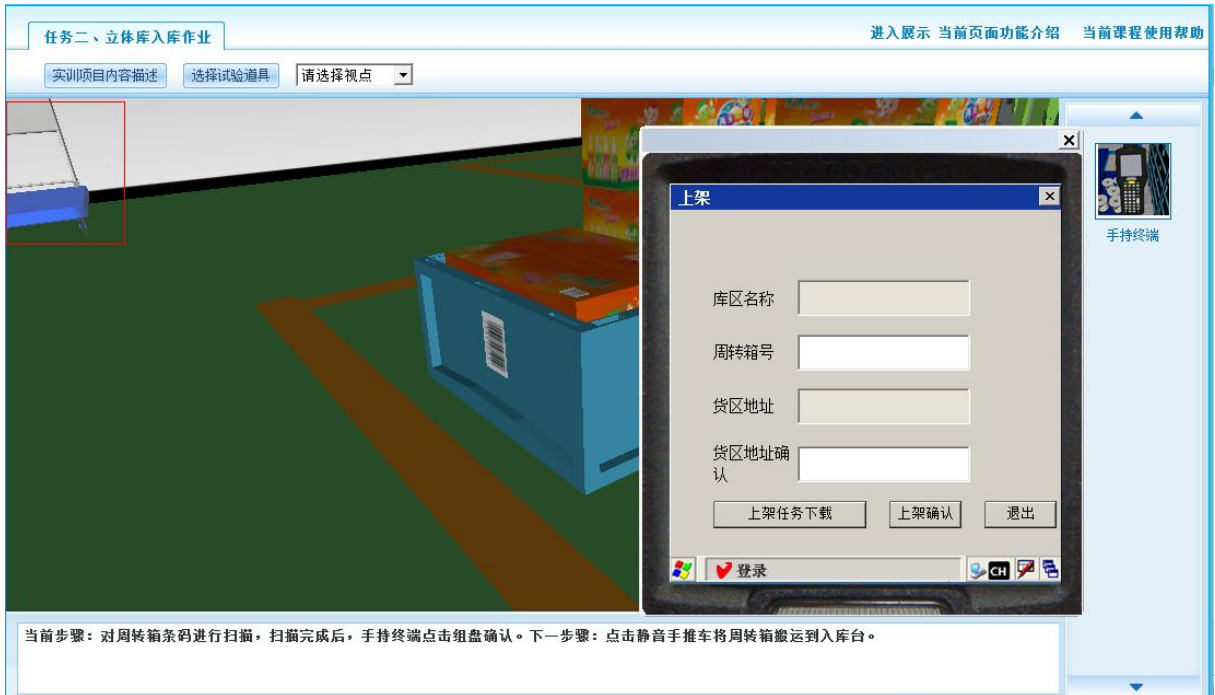 任务二、立体库入库作业
进入展示 当前页面功能介绍 当前课程使用帮助
实训项目内容描述 选择试验道具 请选择视点
上架
手持终端
库区名称
周转箱号
货区地址
货区地址确
认
上架任务下载 上架确认 退出
登录 CH
当前步骤：对周转箱条码进行扫描，扫描完成后，手持终端点击组盘确认。下一步骤：点击静音手推车将周转箱搬运到入库台。